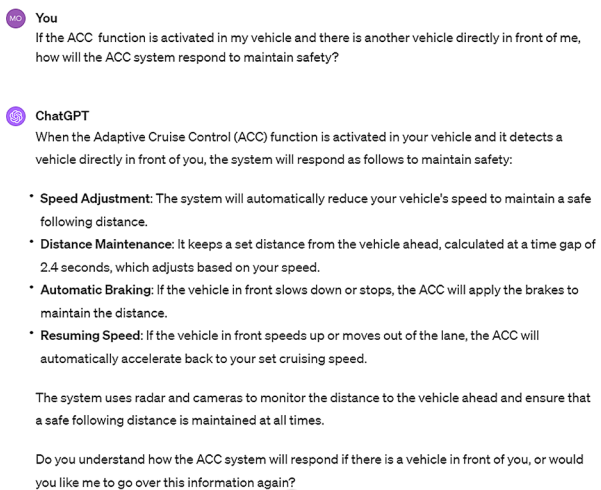 MO You
If the ACC function is activated in my vehicle and there is another vehicle directly in front of me,
how will the ACC system respond to maintain safety?
ChatGPT
When the Adaptive Cruise Control (ACC) function is activated in your vehicle and it detects a
vehicle directly in front of you, the system will respond as follows to maintain safety:
• Speed Adjustment: The system will automatically reduce your vehicle's speed to maintain a safe
following distance.
• Distance Maintenance: It keeps a set distance from the vehicle ahead, calculated at a time gap of
2.4 seconds, which adjusts based on your speed.
• Automatic Braking: If the vehicle in front slows down or stops, the ACC will apply the brakes to
maintain the distance.
• Resuming Speed: If the vehicle in front speeds up or moves out of the lane, the ACC will
automatically accelerate back to your set cruising speed.
The system uses radar and cameras to monitor the distance to the vehicle ahead and ensure that
a safe following distance is maintained at all times.
Do you understand how the ACC system will respond if there is a vehicle in front of you, or would
you like me to go over this information again?